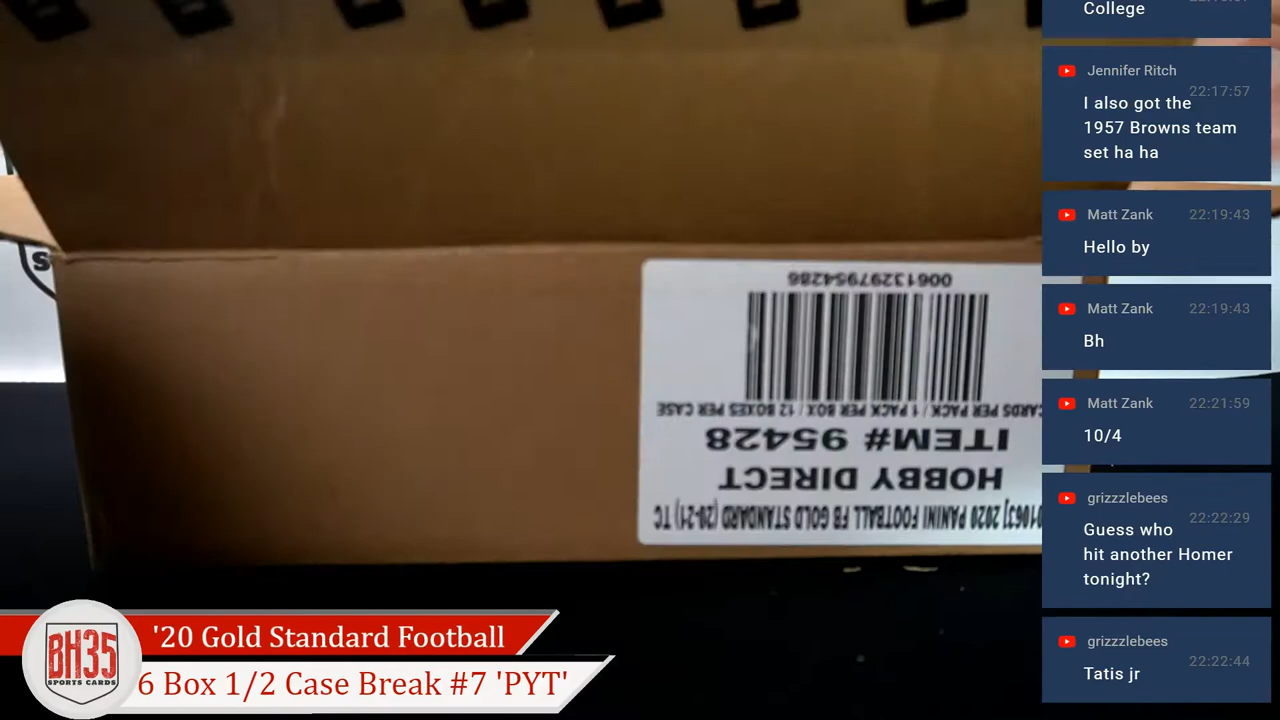 College
Jennifer Ritch
22:17:57
I also got the
1957 Browns team
set ha ha
Matt Zank 22:19:43
Hello by
Matt Zank 22:19:43
Bh
Matt Zank 22:21:59
10/4
grizzzlebees
22:22:29
Guess who
hit another Homer
tonight?
grizzzlebees
22:22:44
Tatis jr
2020 PANINI FOOTBALL FB GOLD STANDARD (20-21) TC
HOBBY DIRECT
ITEM# 95428
CARDS PER PACK / 1 PACK PER BOX / 12 BOXES PER CASE
00613297954286
S
BH35
SPORTS CARDS
'20 Gold Standard Football
6 Box 1/2 Case Break #7 'PYT'